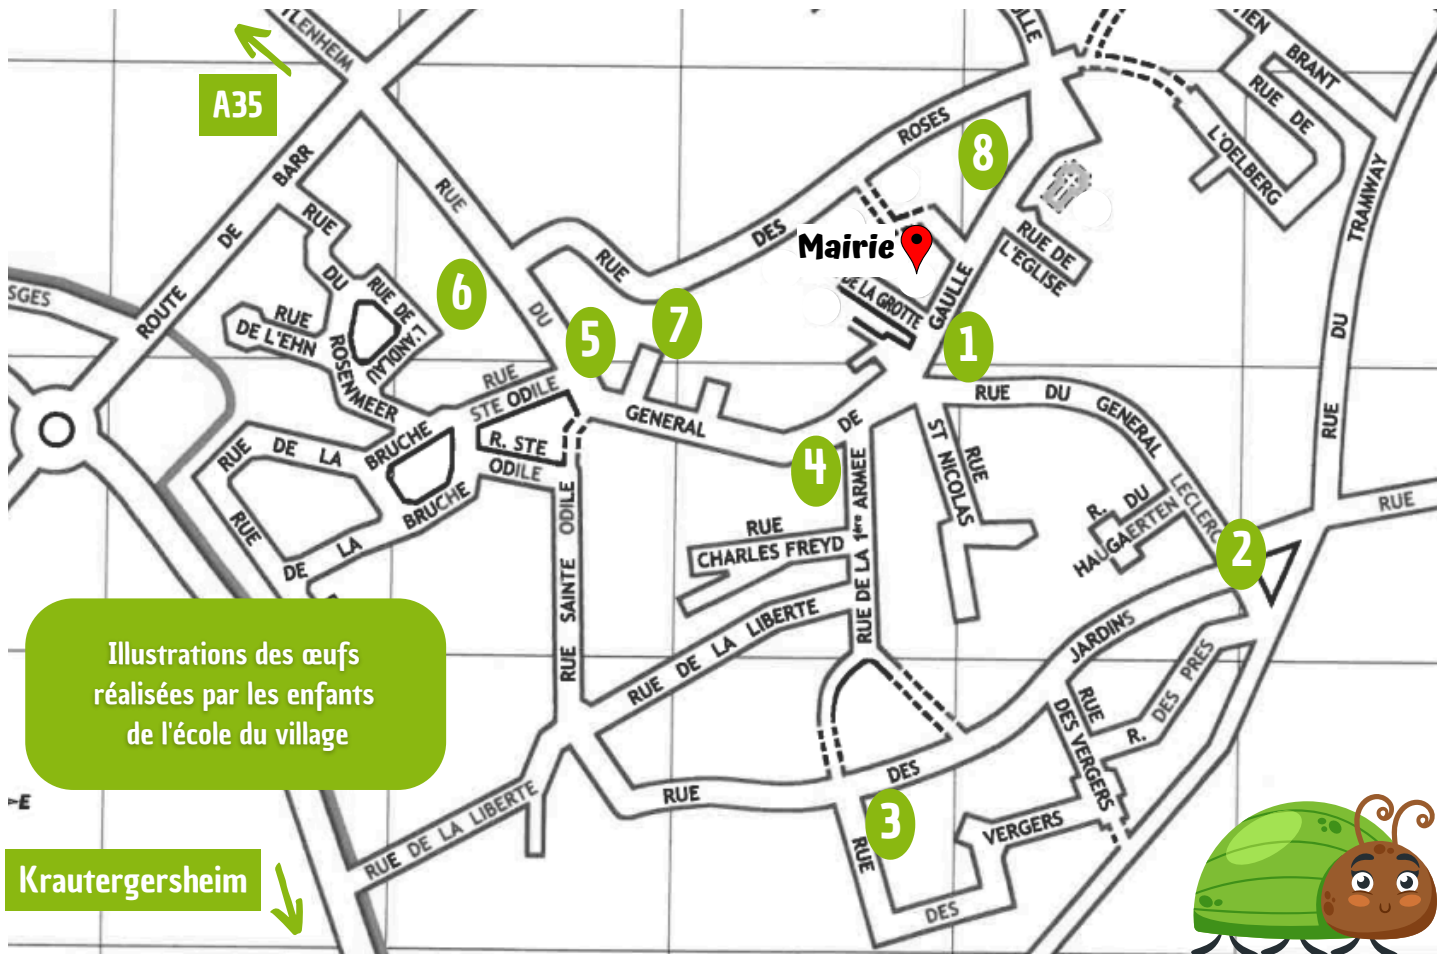 TLENHEIM
A35
ROUTE DE BARR
RUE DU
ROSES
DES
RUE
8
OLLE
TIEN
BRANT
RUE DE
L'OELBERG
TRAMWAY
DU
RUE
RUE
Mairie
DE LA GROTTE
GAULLE
RUE DE
L'EGLISE
1
RUE DU GENERAL LECLERC
SGES
RUE DU ROSENMEER
RUE DE
L'ANDLAU
RUE
DE L'EHN
6
5
7
GENERAL
DE
4
RUE
STE ODILE
R. STE
ODILE
RUE DE LA BRUCHE
RUE DE LA BRUCHE
RUE SAINTE ODILE
RUE
CHARLES FREYD
RUE DE LA 1ère ARMEE
RUE
ST NICOLAS
R. DU
HAUGAERTEN
2
RUE DE LA LIBERTE
JARDINS
DES
RUE
RUE
DES VERGERS
R. DES PRES
3
RUE
DES
VERGERS
RUE DE LA LIBERTE
Illustrations des œufs
réalisées par les enfants
de l'école du village
E
Krautergersheim